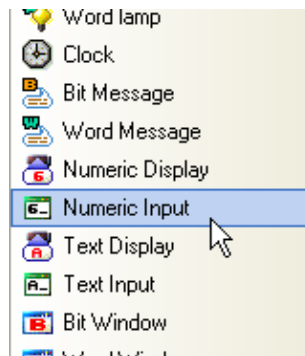 Word lamp
Clock
Bit Message
Word Message
Numeric Display
Numeric Input
Text Display
Text Input
Bit Window